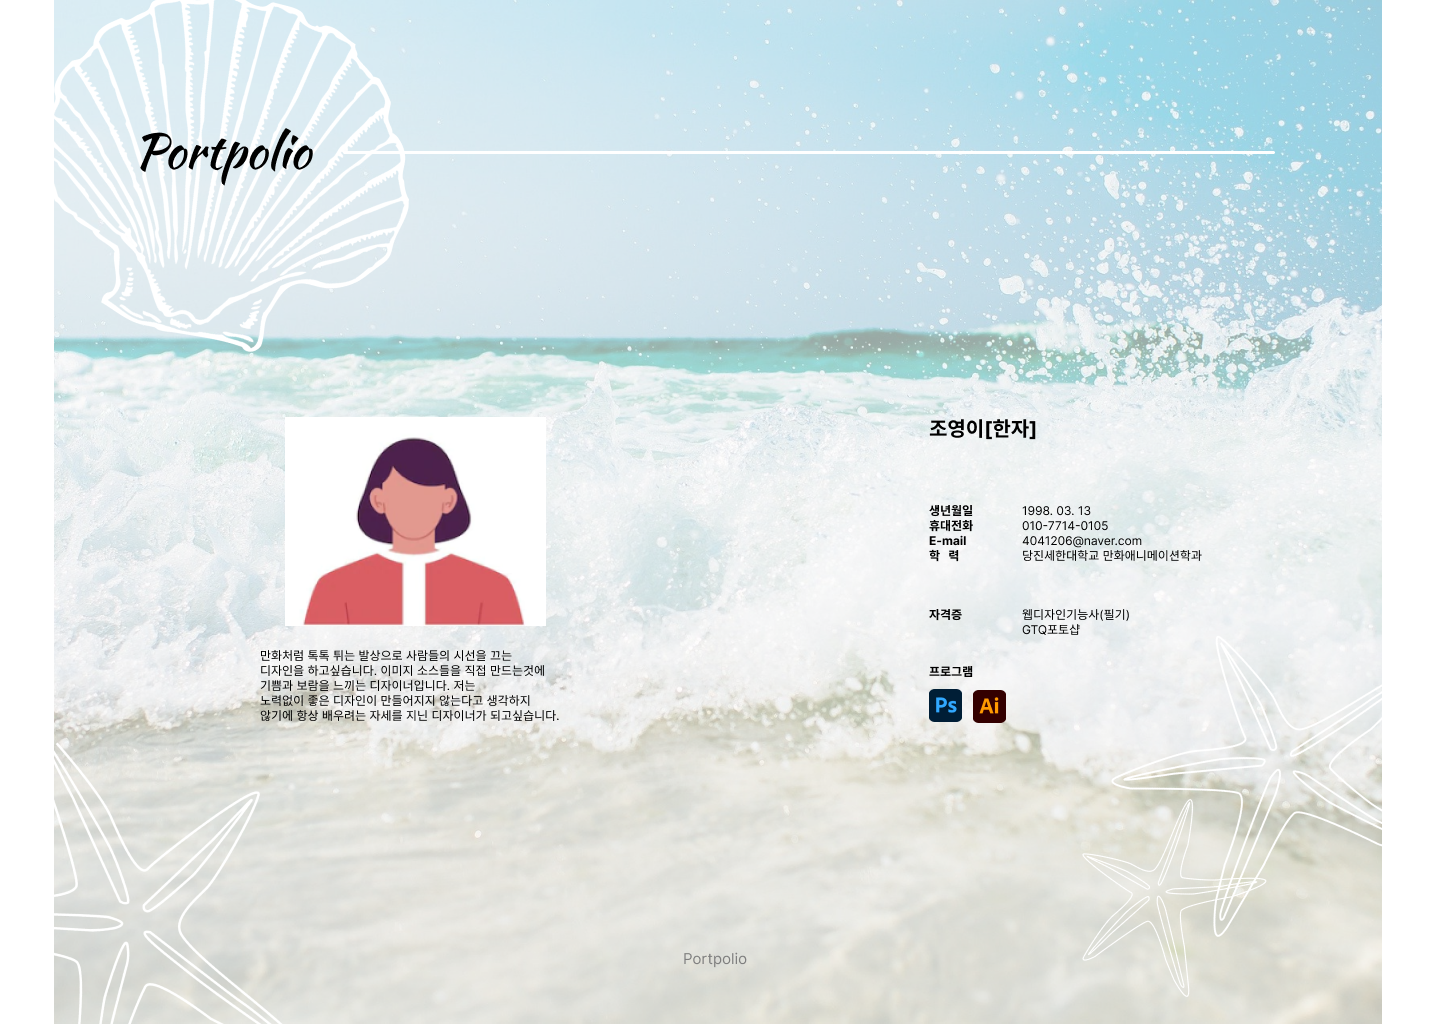 Portpolio
조영이[한자]
생년월일 1998. 03. 13
휴대전화 010-7714-0105
E-mail 4041206@naver.com
학 력 당진세한대학교 만화애니메이션학과
자격증 웹디자인기능사(필기)
GTQ포토샵
프로그램
Ps Ai
만화처럼 톡톡 튀는 발상으로 사람들의 시선을 끄는
디자인을 하고싶습니다. 이미지 소스들을 직접 만드는것에
기쁨과 보람을 느끼는 디자이너입니다. 저는
노력없이 좋은 디자인이 만들어지지 않는다고 생각하지
않기에 항상 배우려는 자세를 지닌 디자이너가 되고싶습니다.
Portpolio